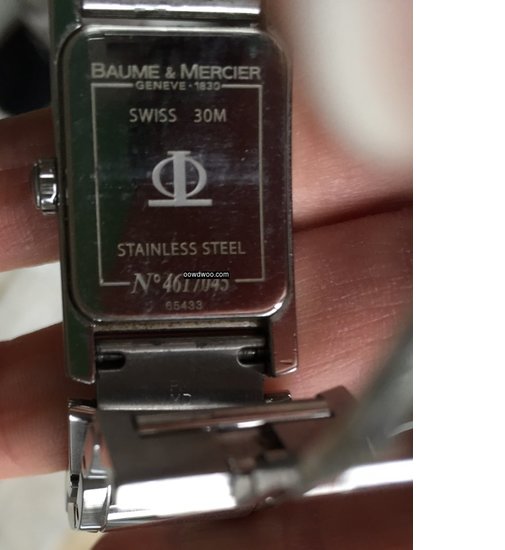 BAUME & MERCIER
GENEVE · 1830
SWISS 30M
STAINLESS STEEL
oowdwoo.com
N° 4617045
65433